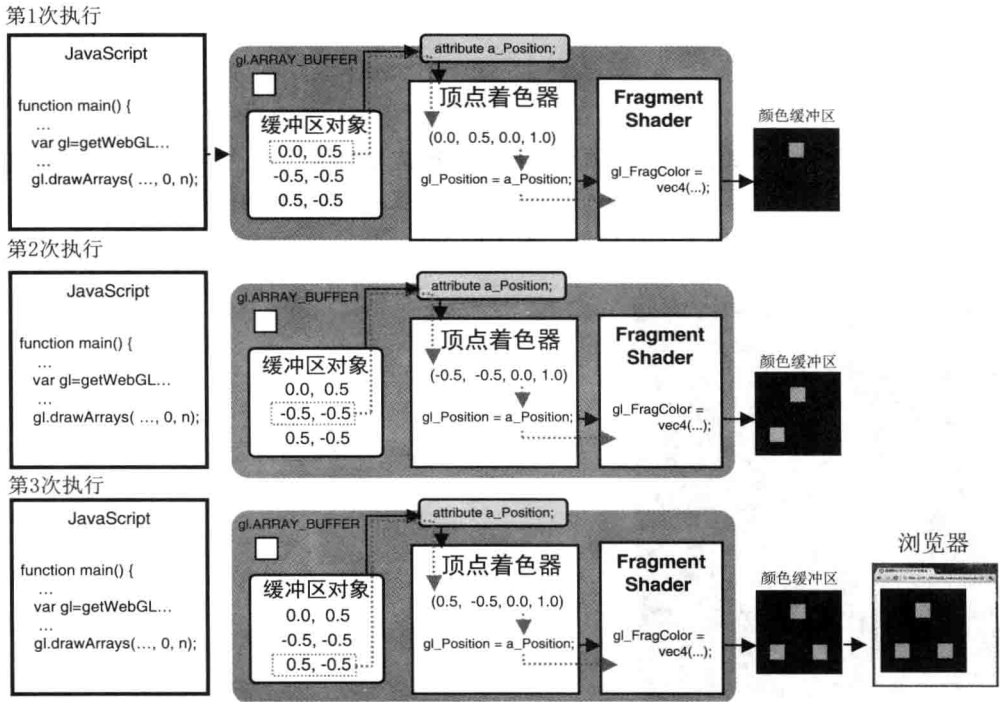 第1次执行
JavaScript
function main() {
...
var gl=getWebGL...
...
gl.drawArrays( ..., 0, n);
gl.ARRAY_BUFFER
缓冲区对象
0.0, 0.5
-0.5, -0.5
0.5, -0.5
attribute a_Position;
顶点着色器
(0.0, 0.5, 0.0, 1.0)
gl_Position = a_Position;
Fragment
Shader
gl_FragColor =
vec4(...);
颜色缓冲区
第2次执行
JavaScript
function main() {
...
var gl=getWebGL...
...
gl.drawArrays( ..., 0, n);
gl.ARRAY_BUFFER
缓冲区对象
0.0, 0.5
-0.5, -0.5
0.5, -0.5
attribute a_Position;
顶点着色器
(-0.5, -0.5, 0.0, 1.0)
gl_Position = a_Position;
Fragment
Shader
gl_FragColor =
vec4(...);
颜色缓冲区
第3次执行
JavaScript
function main() {
...
var gl=getWebGL...
...
gl.drawArrays(..., 0, n);
gl.ARRAY_BUFFER
缓冲区对象
0.0, 0.5
-0.5, -0.5
0.5, -0.5
attribute a_Position;
顶点着色器
(0.5, -0.5, 0.0, 1.0)
gl_Position = a_Position;
Fragment
Shader
gl_FragColor =
vec4(...);
颜色缓冲区
浏览器